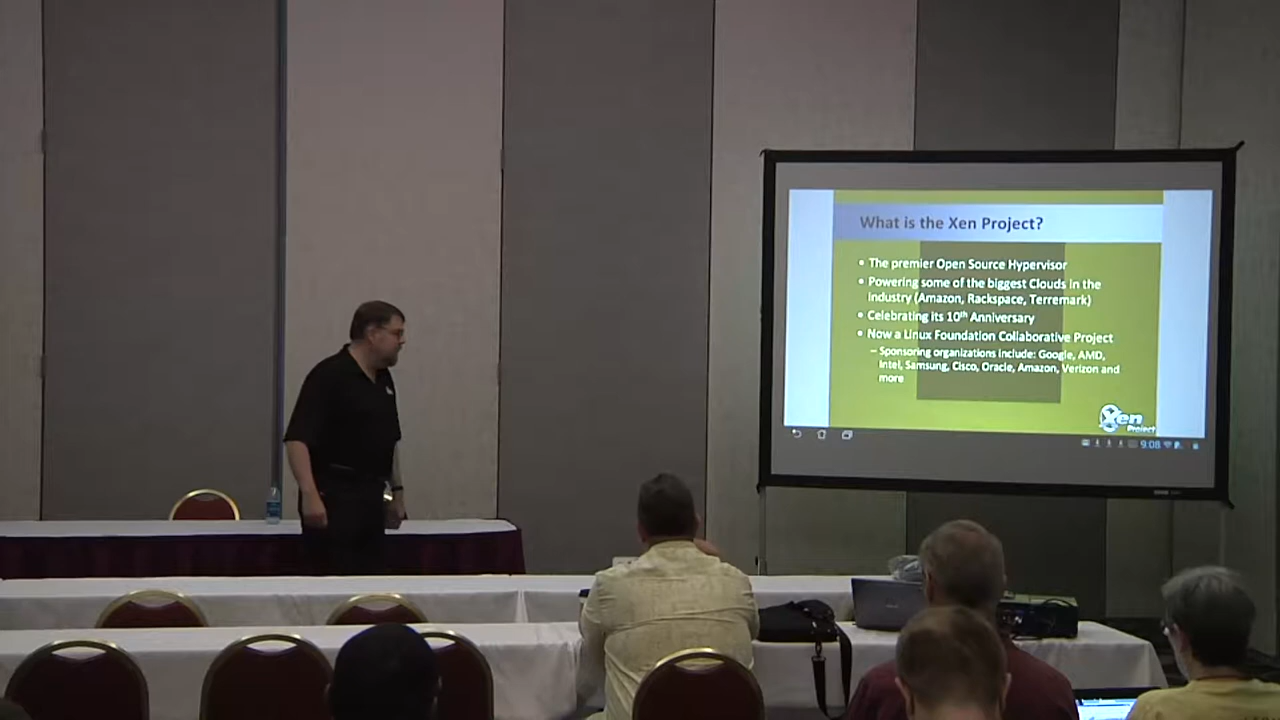 What is the Xen Project?
• The premier Open Source Hypervisor
• Powering some of the biggest Clouds in the
industry (Amazon, Rackspace, Terremark)
• Celebrating its 10th Anniversary
• Now a Linux Foundation Collaborative Project
– Sponsoring organizations include: Google, AMD,
Intel, Samsung, Cisco, Oracle, Amazon, Verizon and
more
Xen
Project
9:08